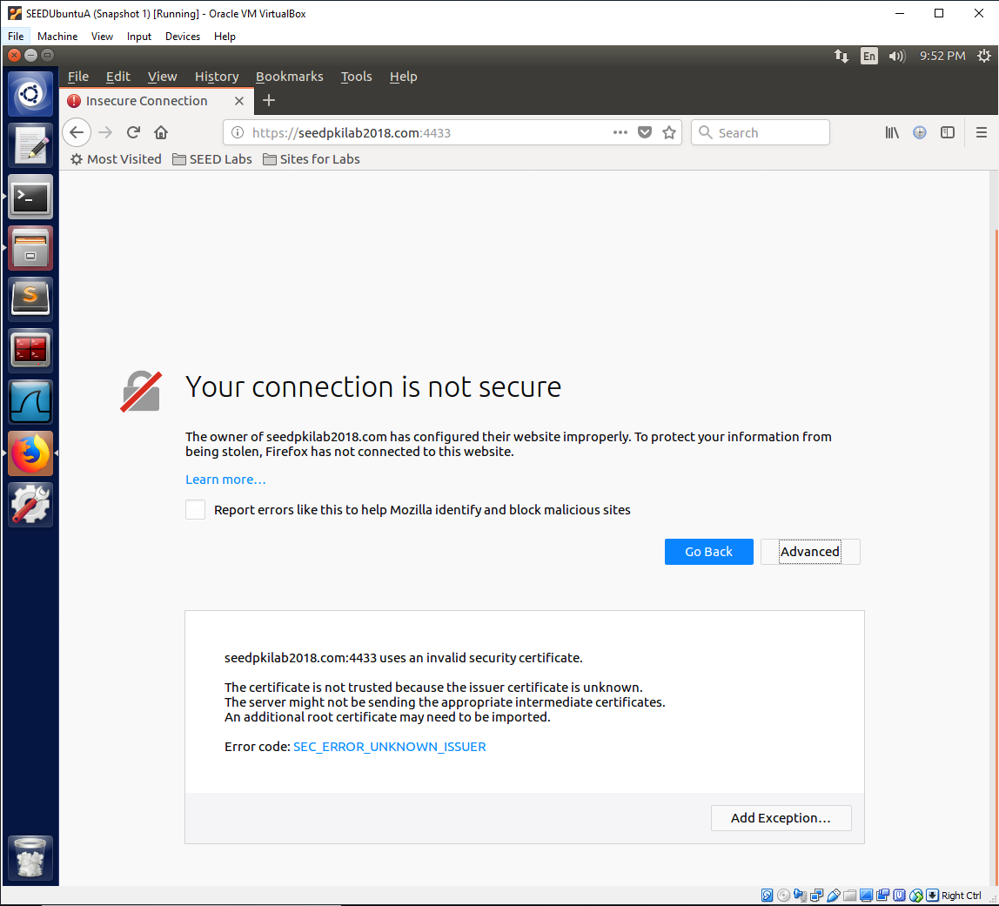 SEEDUbuntuA (Snapshot 1) [Running] - Oracle VM VirtualBox
File Machine View Input Devices Help
En 9:52 PM
File Edit View History Bookmarks Tools Help
Insecure Connection
https://seedpkilab2018.com:4433 Search
Most Visited SEED Labs Sites for Labs
Your connection is not secure
The owner of seedpkilab2018.com has configured their website improperly. To protect your information from
being stolen, Firefox has not connected to this website.
Learn more…
Report errors like this to help Mozilla identify and block malicious sites
Go Back Advanced
seedpkilab2018.com:4433 uses an invalid security certificate.
The certificate is not trusted because the issuer certificate is unknown.
The server might not be sending the appropriate intermediate certificates.
An additional root certificate may need to be imported.
Error code: SEC_ERROR_UNKNOWN_ISSUER
Add Exception…
Right Ctrl